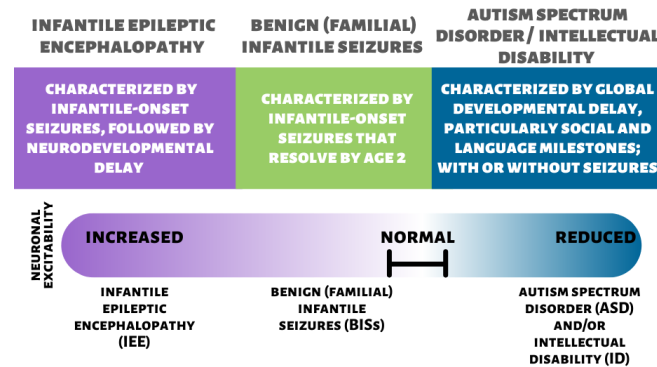 INFANTILE EPILEPTIC
ENCEPHALOPATHY
BENIGN (FAMILIAL)
INFANTILE SEIZURES
AUTISM SPECTRUM
DISORDER / INTELLECTUAL
DISABILITY
CHARACTERIZED BY
INFANTILE-ONSET
SEIZURES, FOLLOWED BY
NEURODEVELOPMENTAL
DELAY
CHARACTERIZED BY
INFANTILE-ONSET
SEIZURES THAT
RESOLVE BY AGE 2
CHARACTERIZED BY GLOBAL
DEVELOPMENTAL DELAY,
PARTICULARLY SOCIAL AND
LANGUAGE MILESTONES;
WITH OR WITHOUT SEIZURES
NEURONAL
EXCITABILITY
INCREASED
NORMAL
REDUCED
INFANTILE
EPILEPTIC
ENCEPHALOPATHY
(IEE)
BENIGN (FAMILIAL)
INFANTILE
SEIZURES (BISs)
AUTISM SPECTRUM
DISORDER (ASD)
AND/OR
INTELLECTUAL
DISABILITY (ID)